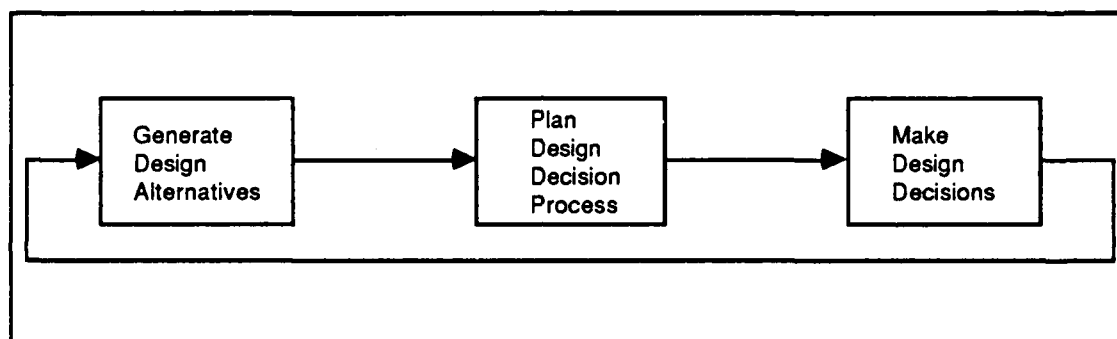 Generate
Design
Alternatives
Plan
Design
Decision
Process
Make
Design
Decisions